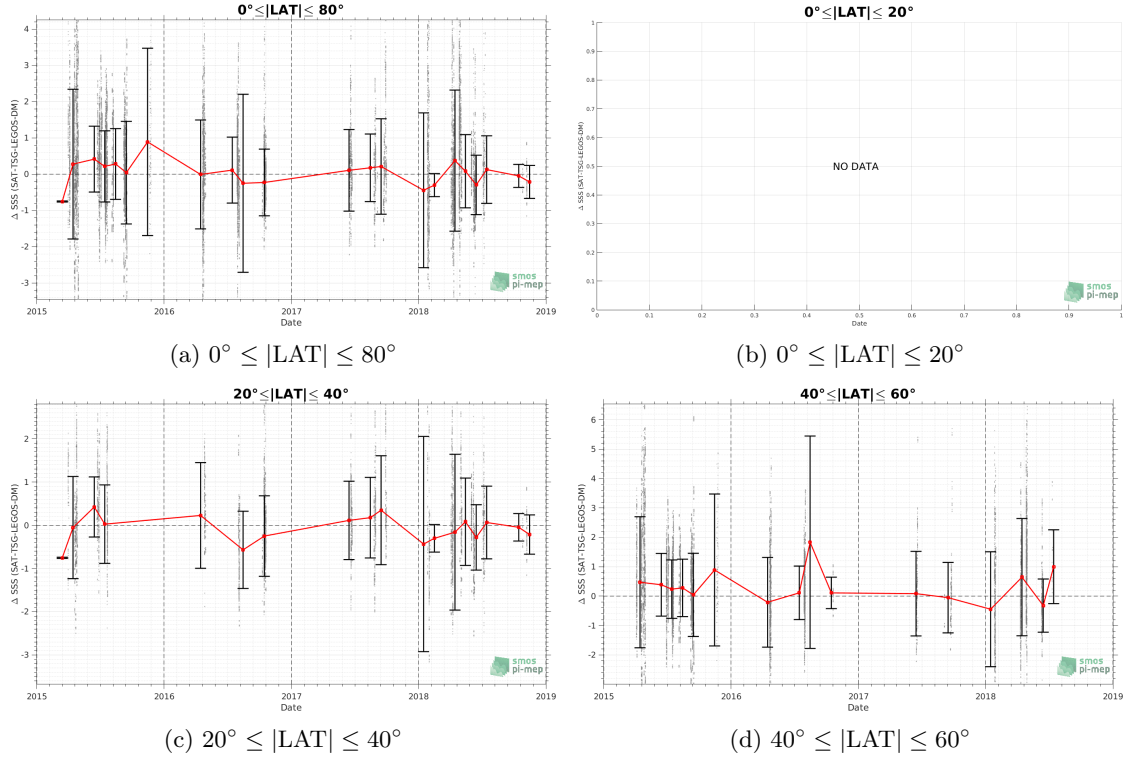 0°≤|LAT|≤ 80°
Δ SSS (SAT-TSG-LEGOS-DM)
4
3
2
1
0
-1
-2
-3
2015
2016
2017
2018
2019
Date
smos
pi-mep
(a) 0° ≤ |LAT| ≤ 80°
0°≤|LAT|≤ 20°
Δ SSS (SAT-TSG-LEGOS-DM)
1
0.9
0.8
0.7
0.6
0.5
0.4
0.3
0.2
0.1
0
NO DATA
0
0.1
0.2
0.3
0.4
0.5
0.6
0.7
0.8
0.9
1
Date
smos
pi-mep
(b) 0° ≤ |LAT| ≤ 20°
20°≤|LAT|≤ 40°
Δ SSS (SAT-TSG-LEGOS-DM)
2
1
0
-1
-2
-3
2015
2016
2017
2018
2019
Date
smos
pi-mep
(c) 20° ≤ |LAT| ≤ 40°
40°≤|LAT|≤ 60°
Δ SSS (SAT-TSG-LEGOS-DM)
6
5
4
3
2
1
0
-1
-2
2015
2016
2017
2018
2019
Date
smos
pi-mep
(d) 40° ≤ |LAT| ≤ 60°